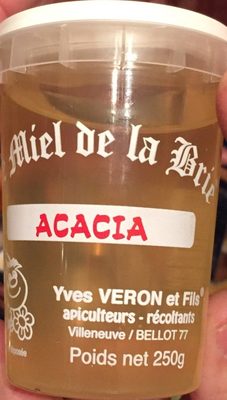 Miel de la Brie
ACACIA
Yves VERON et Fils
apiculteurs - récoltants
Villeneuve / BELLOT 77
Poids net 250g